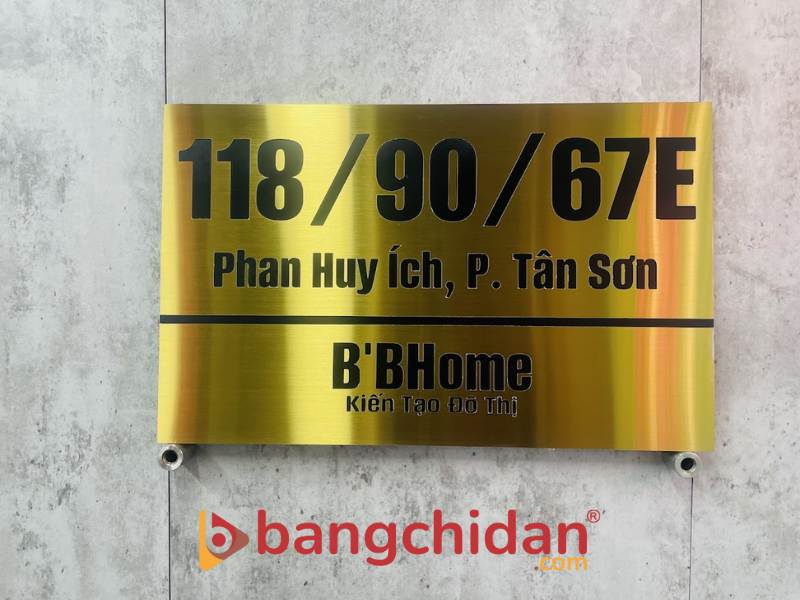 118/90/67E
Phan Huy Ích, P. Tân Sơn
B'BHome
Kiến Tạo Đô Thị
bangchidan®
.com